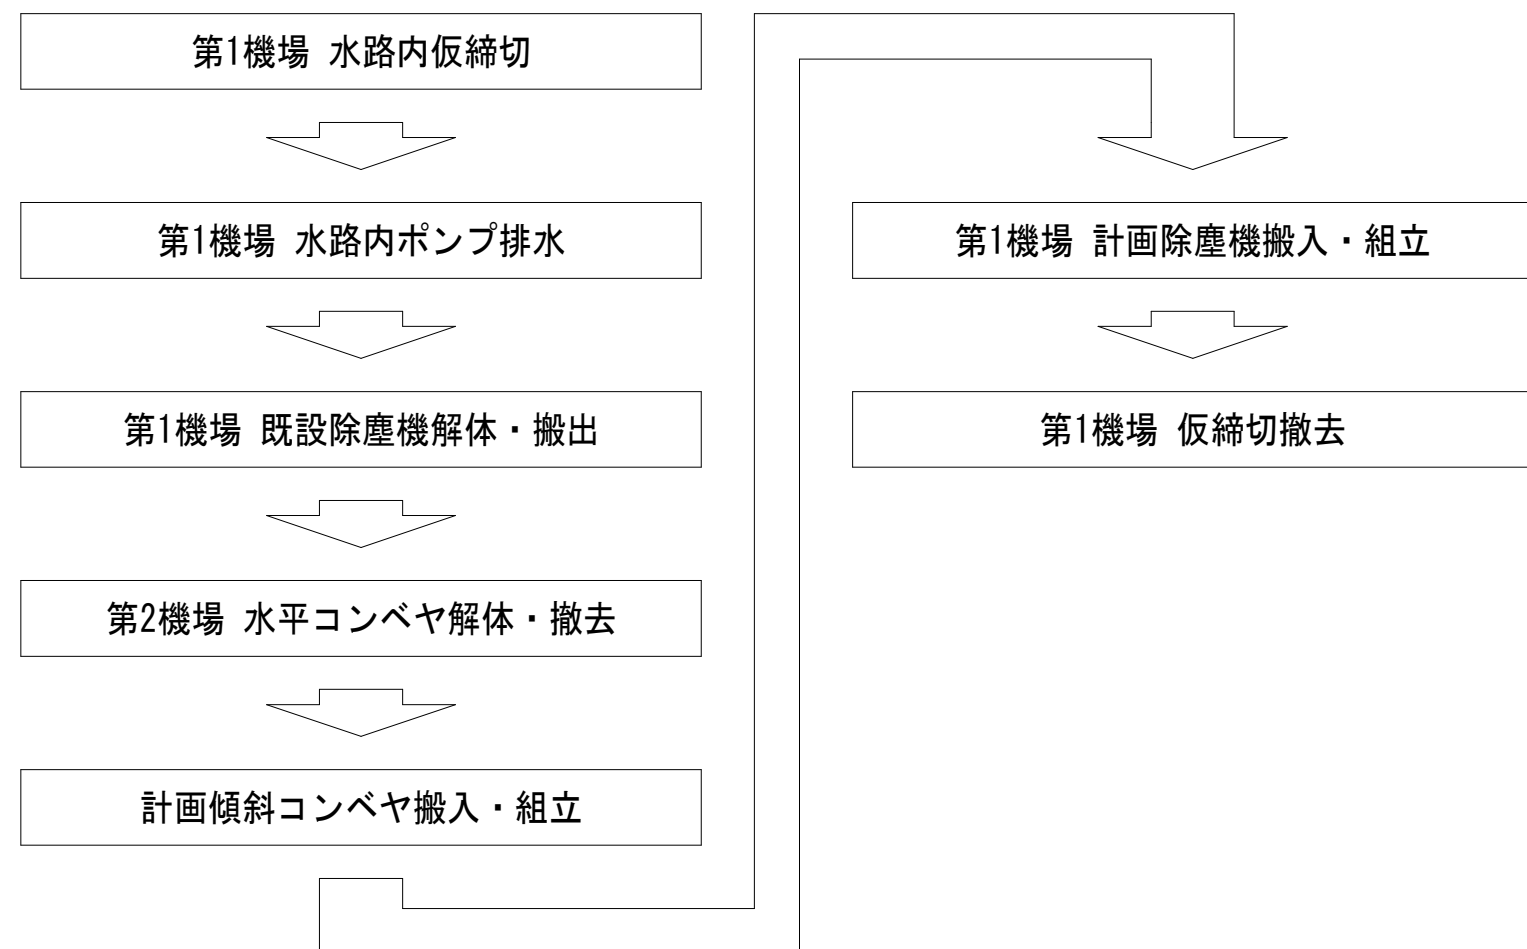 第1機場 水路内仮締切
第1機場 水路内ポンプ排水
第1機場 既設除塵機解体・搬出
第2機場 水平コンベヤ解体・撤去
計画傾斜コンベヤ搬入・組立
第1機場 計画除塵機搬入・組立
第1機場 仮締切撤去